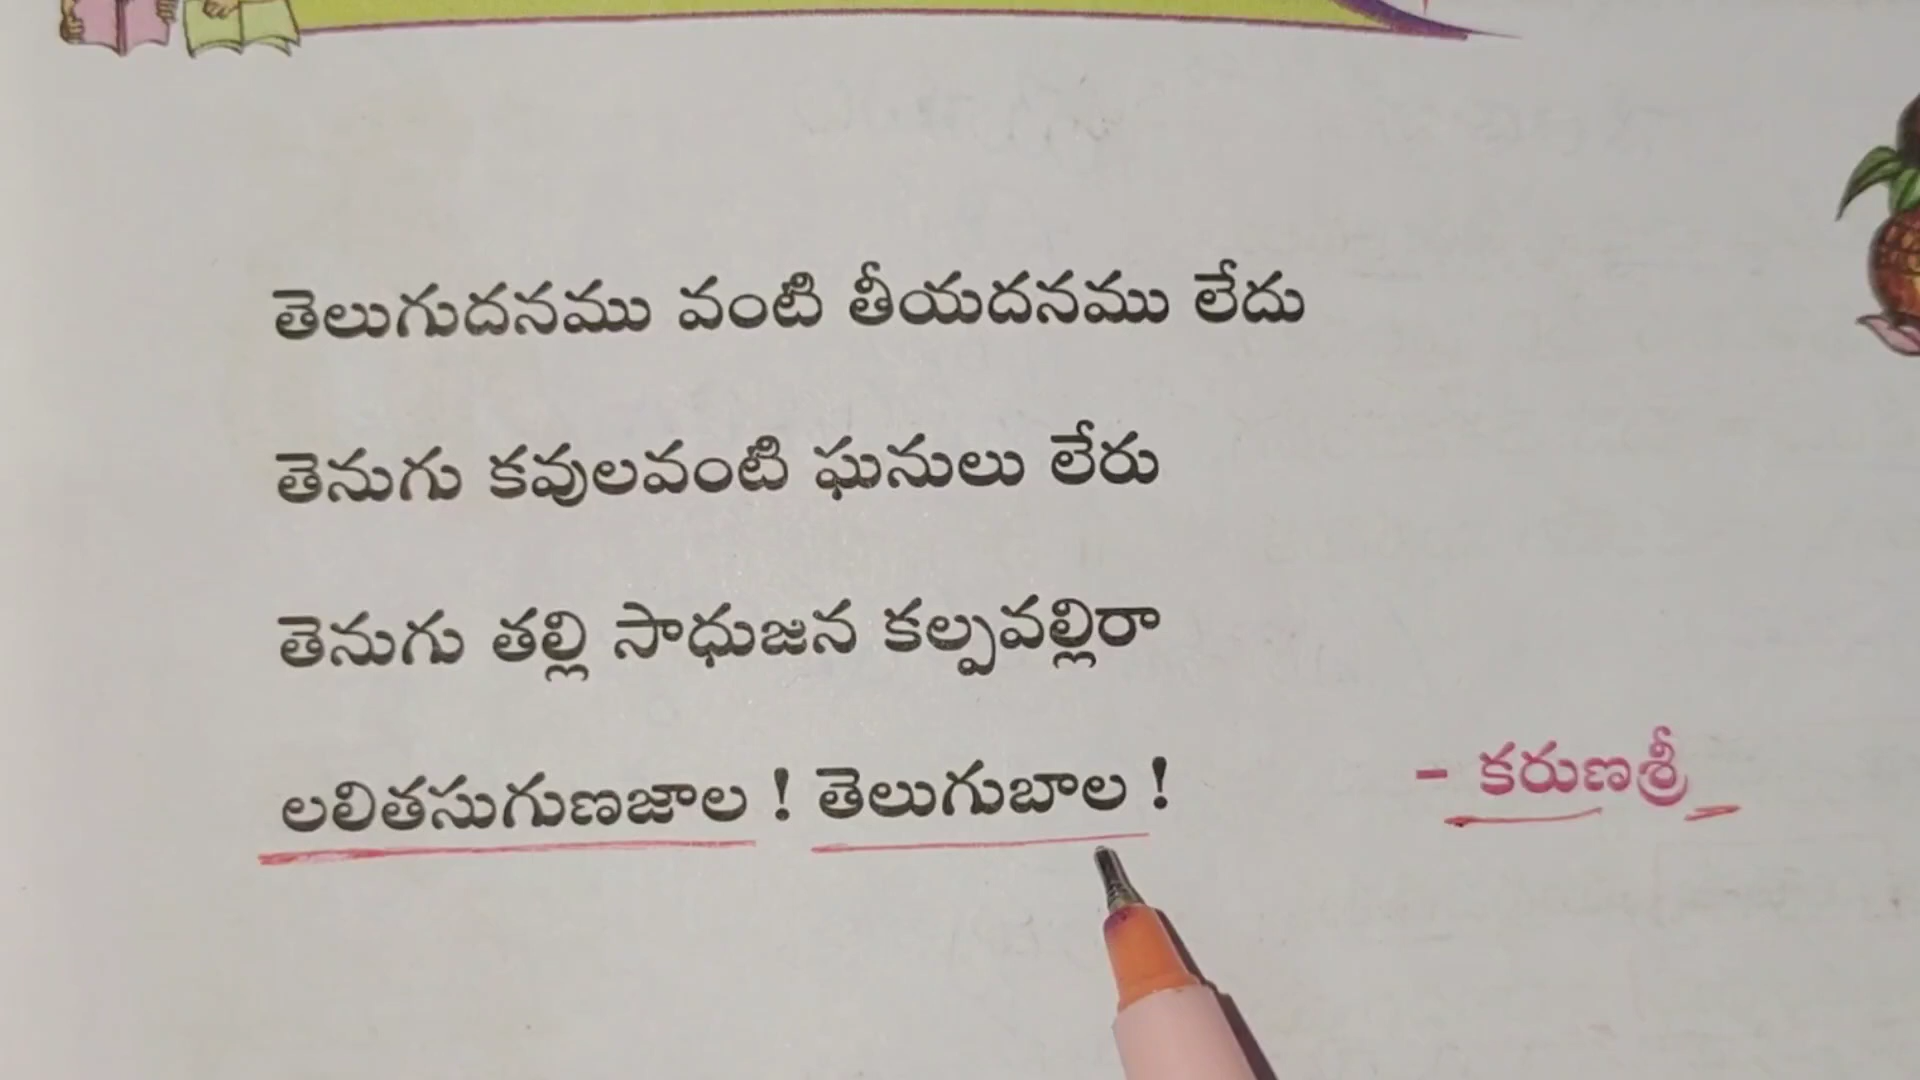 తెలుగుదనము వంటి తీయదనము లేదు
తెనుగు కవులవంటి ఘనులు లేరు
తెనుగు తల్లి సాధుజన కల్పవల్లిరా
లలితసుగుణజాల ! తెలుగుబాల !
- కరుణశ్రీ